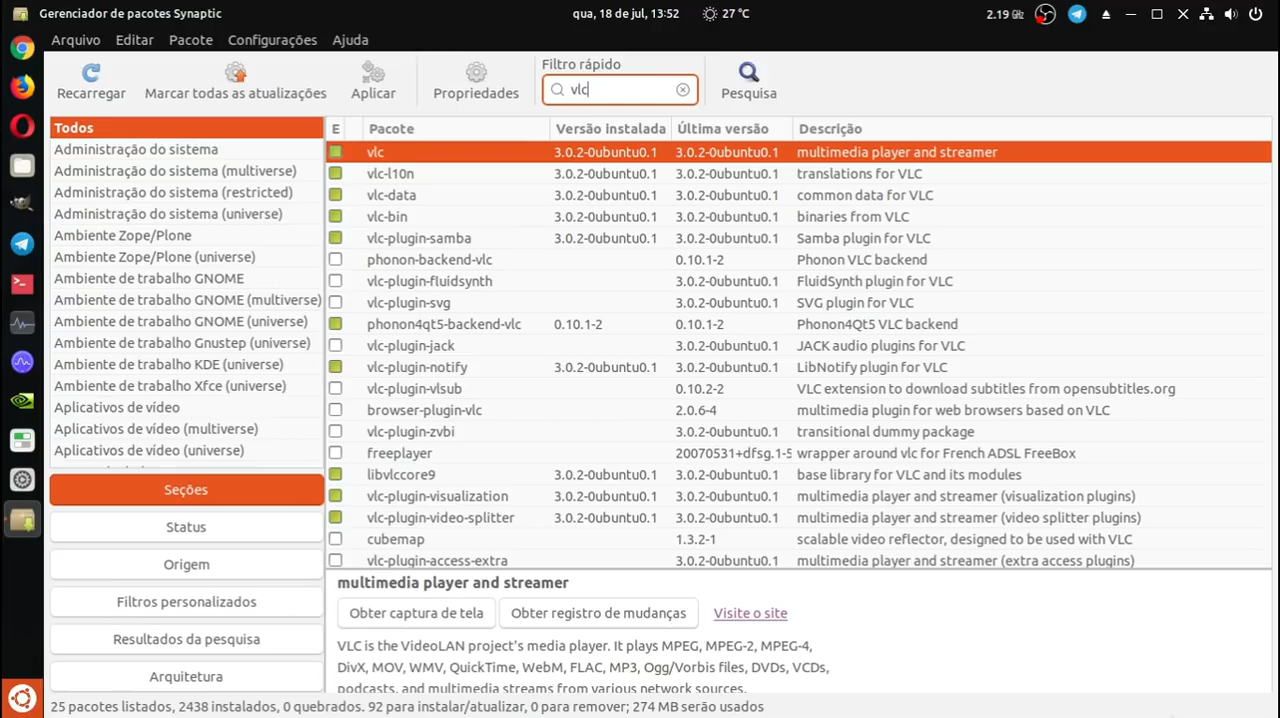 Gerenciador de pacotes Synaptic
qua, 18 de jul, 13:52
27 °C
2.19 GHz
Arquivo Editar Pacote Configurações Ajuda
Recarregar
Marcar todas as atualizações
Aplicar
Propriedades
Filtro rápido
vlc
Pesquisa
Todos
Administração do sistema
Administração do sistema (multiverse)
Administração do sistema (restricted)
Administração do sistema (universe)
Ambiente Zope/Plone
Ambiente Zope/Plone (universe)
Ambiente de trabalho GNOME
Ambiente de trabalho GNOME (multiverse)
Ambiente de trabalho GNOME (universe)
Ambiente de trabalho Gnustep (universe)
Ambiente de trabalho KDE (universe)
Ambiente de trabalho Xfce (universe)
Aplicativos de vídeo
Aplicativos de vídeo (multiverse)
Aplicativos de vídeo (universe)
Seções
Status
Origem
Filtros personalizados
Resultados da pesquisa
Arquitetura
E Pacote Versão instalada Última versão Descrição
vlc 3.0.2-0ubuntu0.1 3.0.2-0ubuntu0.1 multimedia player and streamer
vlc-l10n 3.0.2-0ubuntu0.1 3.0.2-0ubuntu0.1 translations for VLC
vlc-data 3.0.2-0ubuntu0.1 3.0.2-0ubuntu0.1 common data for VLC
vlc-bin 3.0.2-0ubuntu0.1 3.0.2-0ubuntu0.1 binaries from VLC
vlc-plugin-samba 3.0.2-0ubuntu0.1 3.0.2-0ubuntu0.1 Samba plugin for VLC
phonon-backend-vlc 0.10.1-2 Phonon VLC backend
vlc-plugin-fluidsynth 3.0.2-0ubuntu0.1 FluidSynth plugin for VLC
vlc-plugin-svg 3.0.2-0ubuntu0.1 SVG plugin for VLC
phonon4qt5-backend-vlc 0.10.1-2 0.10.1-2 Phonon4Qt5 VLC backend
vlc-plugin-jack 3.0.2-0ubuntu0.1 JACK audio plugins for VLC
vlc-plugin-notify 3.0.2-0ubuntu0.1 3.0.2-0ubuntu0.1 LibNotify plugin for VLC
vlc-plugin-vlsub 0.10.2-2 VLC extension to download subtitles from opensubtitles.org
browser-plugin-vlc 2.0.6-4 multimedia plugin for web browsers based on VLC
vlc-plugin-zvbi 3.0.2-0ubuntu0.1 transitional dummy package
freeplayer 20070531+dfsg.1-5 wrapper around vlc for French ADSL FreeBox
libvlccore9 3.0.2-0ubuntu0.1 3.0.2-0ubuntu0.1 base library for VLC and its modules
vlc-plugin-visualization 3.0.2-0ubuntu0.1 3.0.2-0ubuntu0.1 multimedia player and streamer (visualization plugins)
vlc-plugin-video-splitter 3.0.2-0ubuntu0.1 3.0.2-0ubuntu0.1 multimedia player and streamer (video splitter plugins)
cubemap 1.3.2-1 scalable video reflector, designed to be used with VLC
vlc-plugin-access-extra 3.0.2-0ubuntu0.1 multimedia player and streamer (extra access plugins)
multimedia player and streamer
Obter captura de tela
Obter registro de mudanças
Visite o site
VLC is the VideoLAN project's media player. It plays MPEG, MPEG-2, MPEG-4,
DivX, MOV, WMV, QuickTime, WebM, FLAC, MP3, Ogg/Vorbis files, DVDs, VCDs,
podcasts, and multimedia streams from various network sources.
25 pacotes listados, 2438 instalados, 0 quebrados. 92 para instalar/atualizar, 0 para remover; 274 MB serão usados